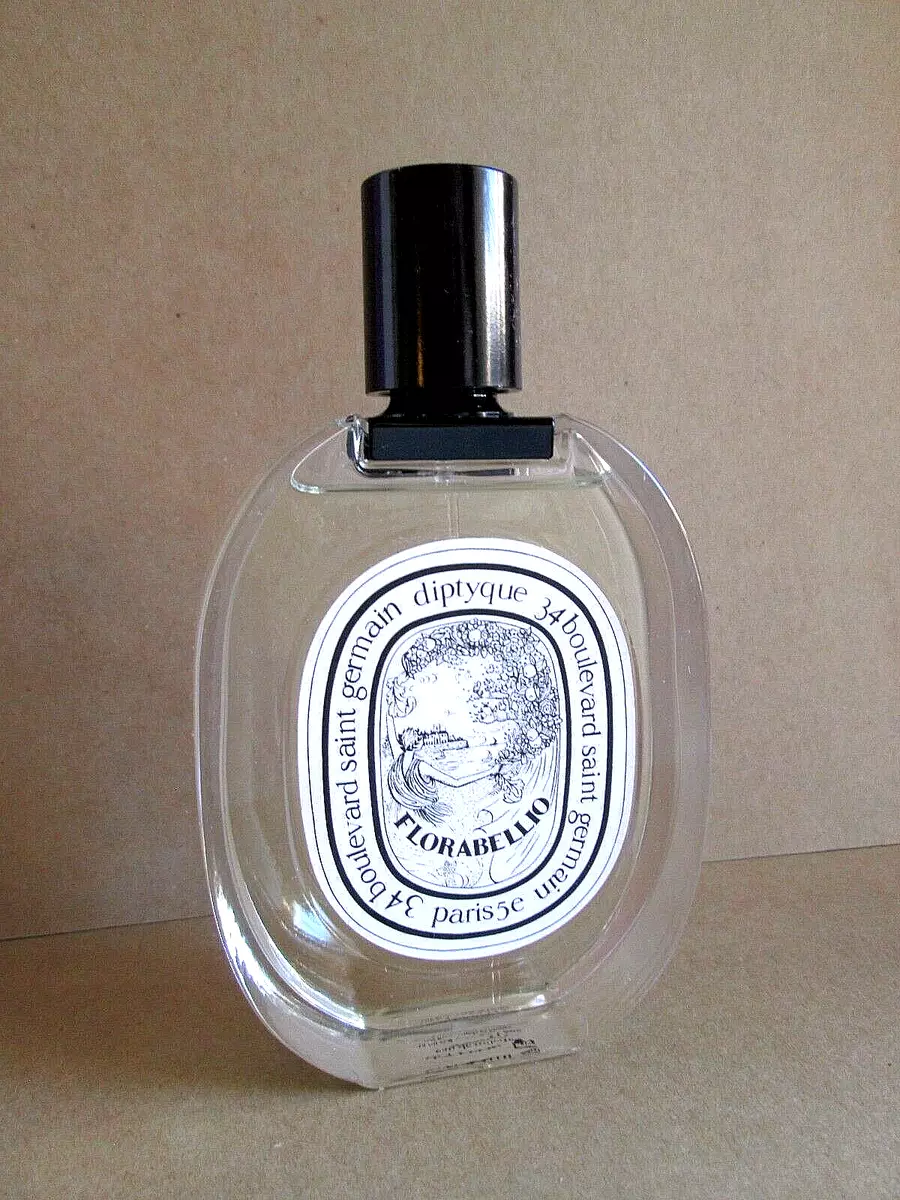 diptyque 34 boulevard saint germain paris5e 34 boulevard saint germain
FLORABELLIO